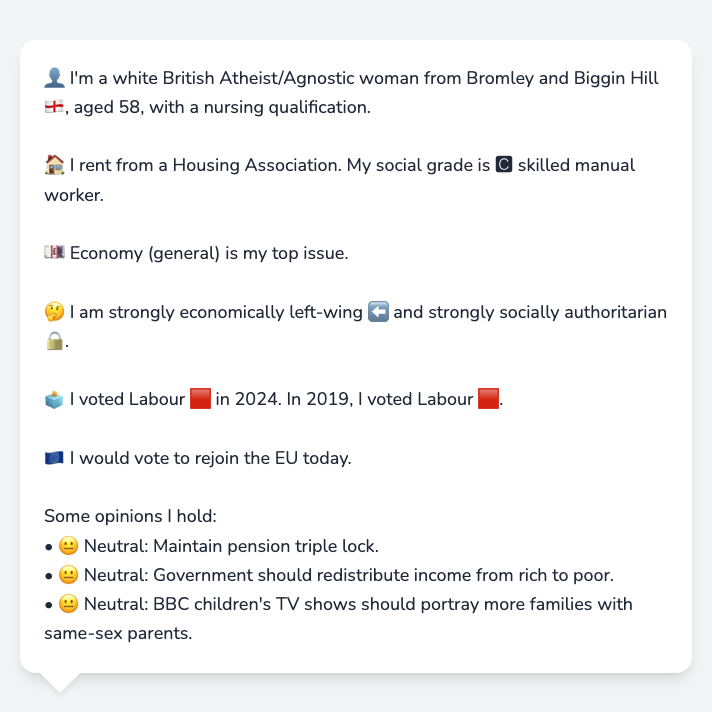 👤 I'm a white British Atheist/Agnostic woman from Bromley and Biggin Hill
🏴󠁧󠁢󠁥󠁮󠁧󠁿, aged 58, with a nursing qualification.
🏠 I rent from a Housing Association. My social grade is 🅲 skilled manual
worker.
💷 Economy (general) is my top issue.
🤔 I am strongly economically left-wing ⬅️ and strongly socially authoritarian
🔒.
🗳️ I voted Labour 🟥 in 2024. In 2019, I voted Labour 🟥.
🇪🇺 I would vote to rejoin the EU today.
Some opinions I hold:
• 😐 Neutral: Maintain pension triple lock.
• 😐 Neutral: Government should redistribute income from rich to poor.
• 😐 Neutral: BBC children's TV shows should portray more families with
same-sex parents.